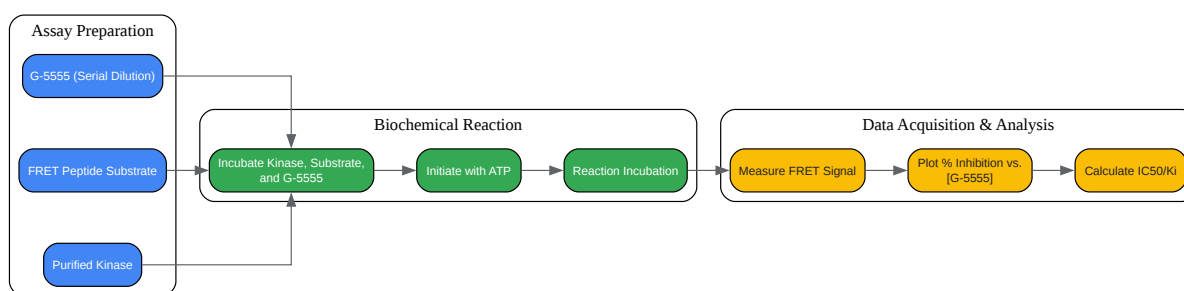 Assay Preparation
G-5555 (Serial Dilution)
FRET Peptide Substrate
Purified Kinase
Biochemical Reaction
Incubate Kinase, Substrate,
and G-5555
Initiate with ATP
Reaction Incubation
Data Acquisition & Analysis
Measure FRET Signal
Plot % Inhibition vs.
[G-5555]
Calculate IC50/Ki